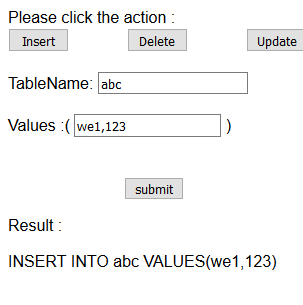 Please click the action :
Insert Delete Update
TableName: abc
Values :( we1,123 )
submit
Result :
INSERT INTO abc VALUES(we1,123)